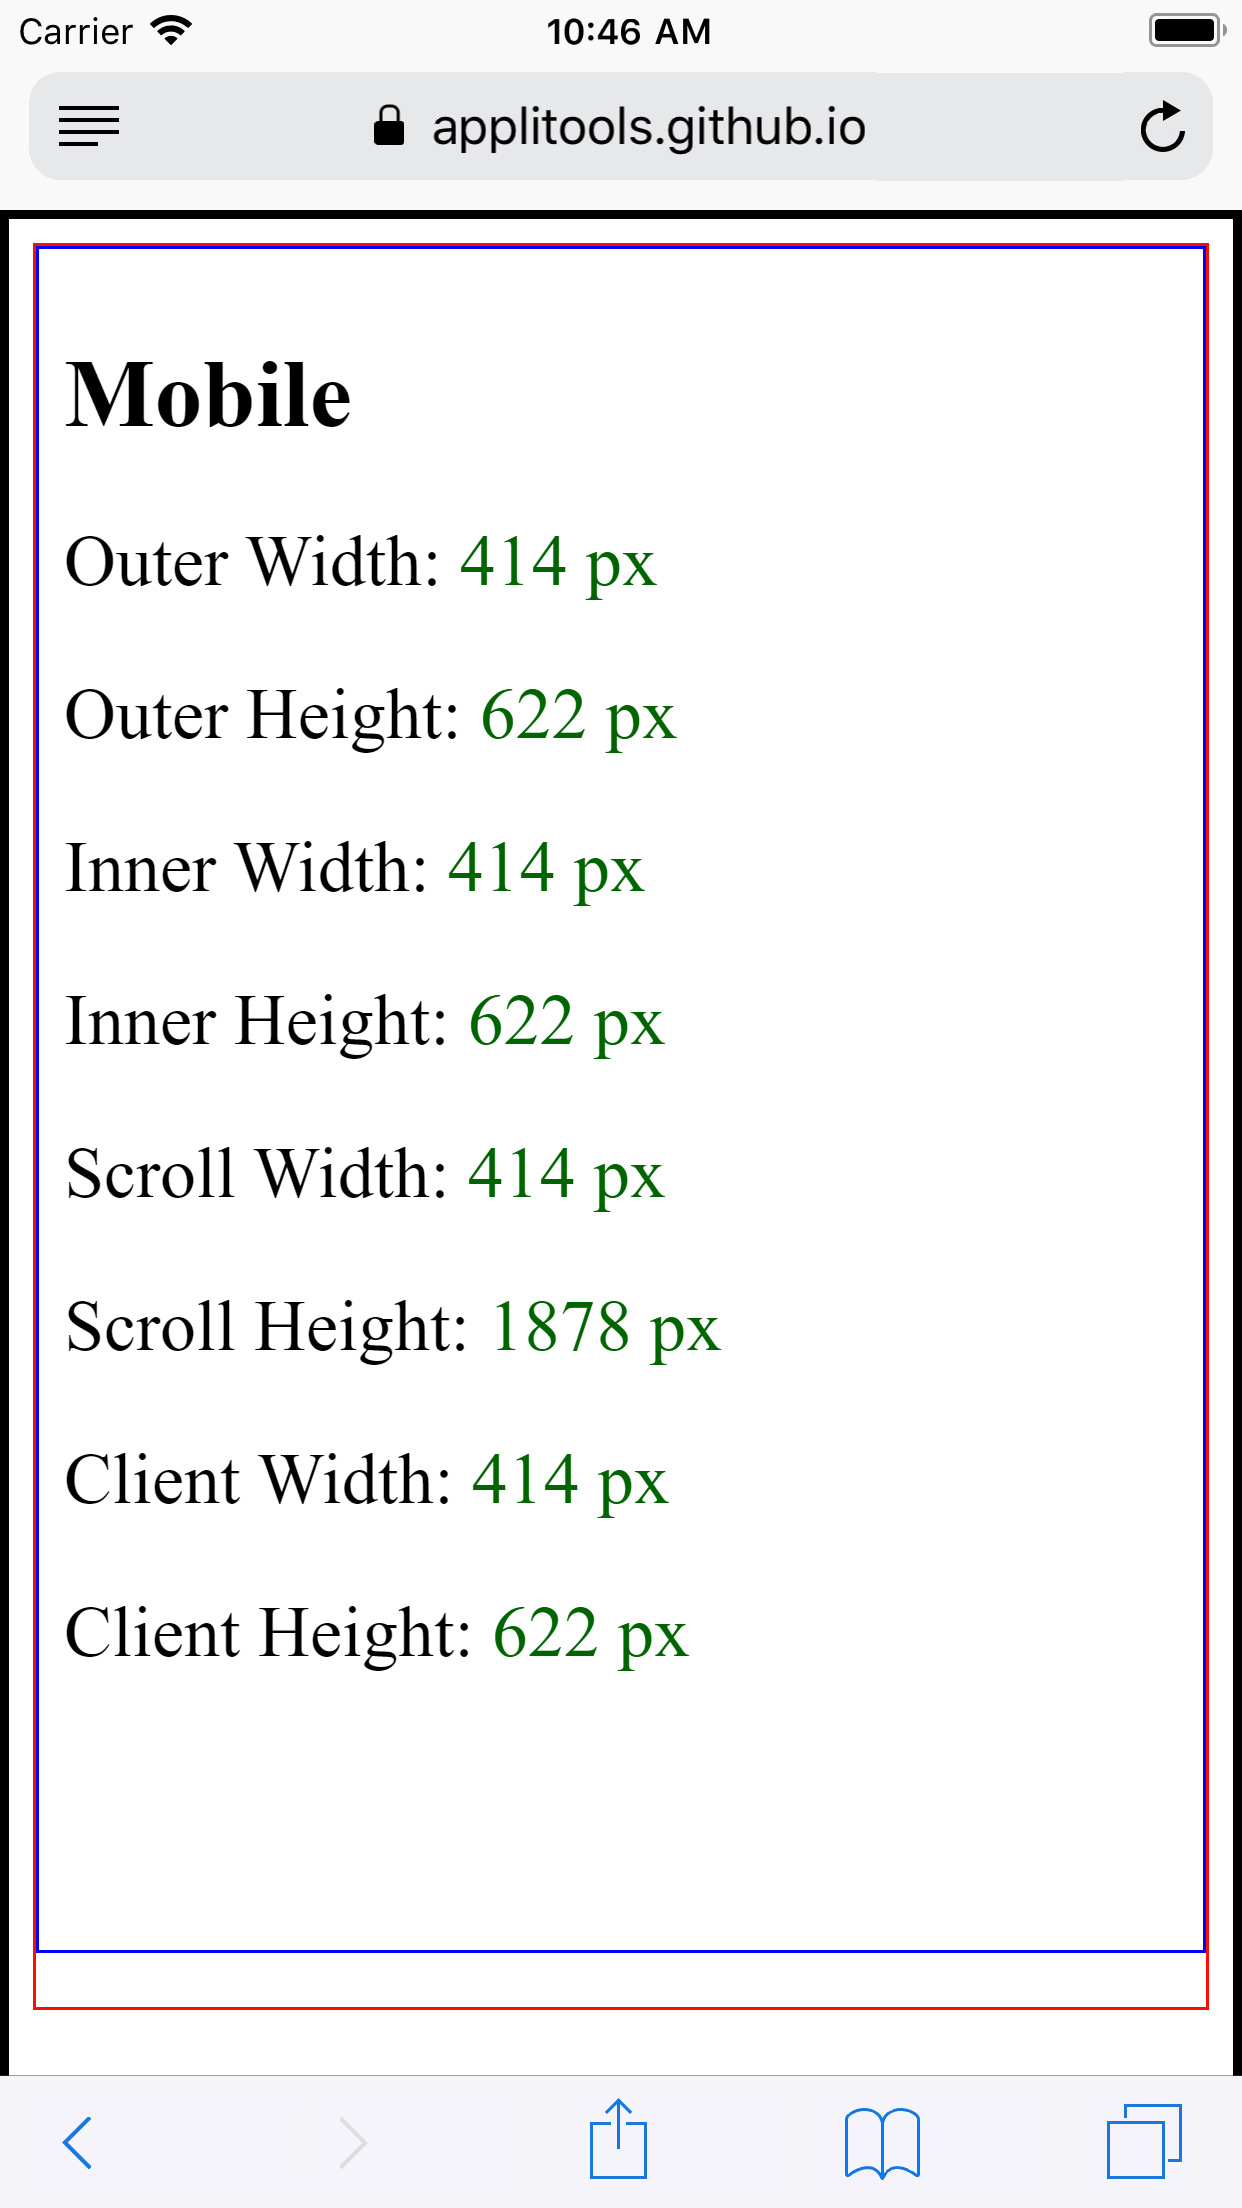 Carrier 10:46 AM
applitools.github.io
Mobile
Outer Width: 414 px
Outer Height: 622 px
Inner Width: 414 px
Inner Height: 622 px
Scroll Width: 414 px
Scroll Height: 1878 px
Client Width: 414 px
Client Height: 622 px